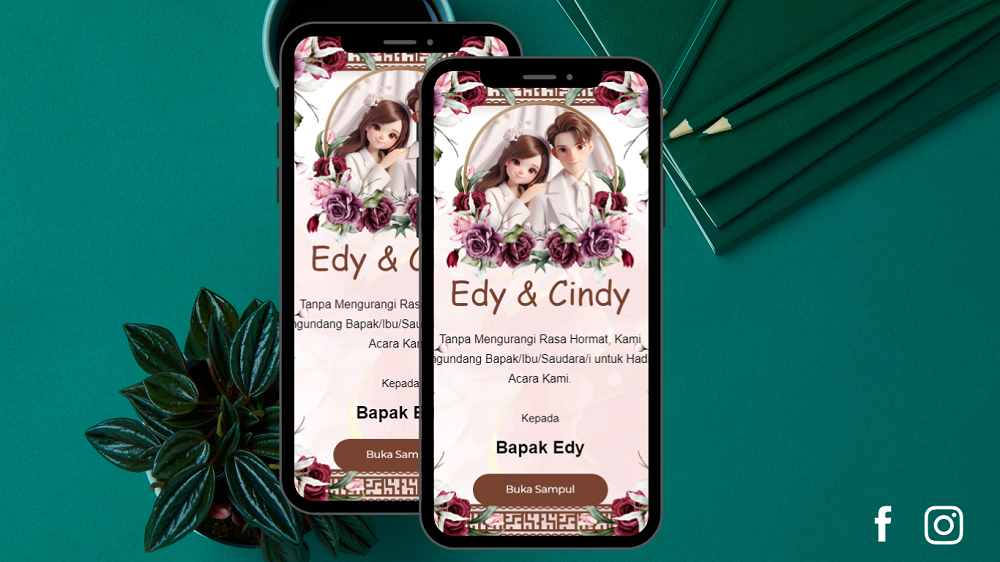 Edy & C
Tanpa Mengurangi Ras
ngundang Bapak/Ibu/Sau
Acara Kam
Kepada
Bapak E
Buka Sam
Edy & Cindy
Tanpa Mengurangi Rasa Hormat, Kami
ngundang Bapak/Ibu/Saudara/i untuk Had
Acara Kami.
Kepada
Bapak Edy
Buka Sampul